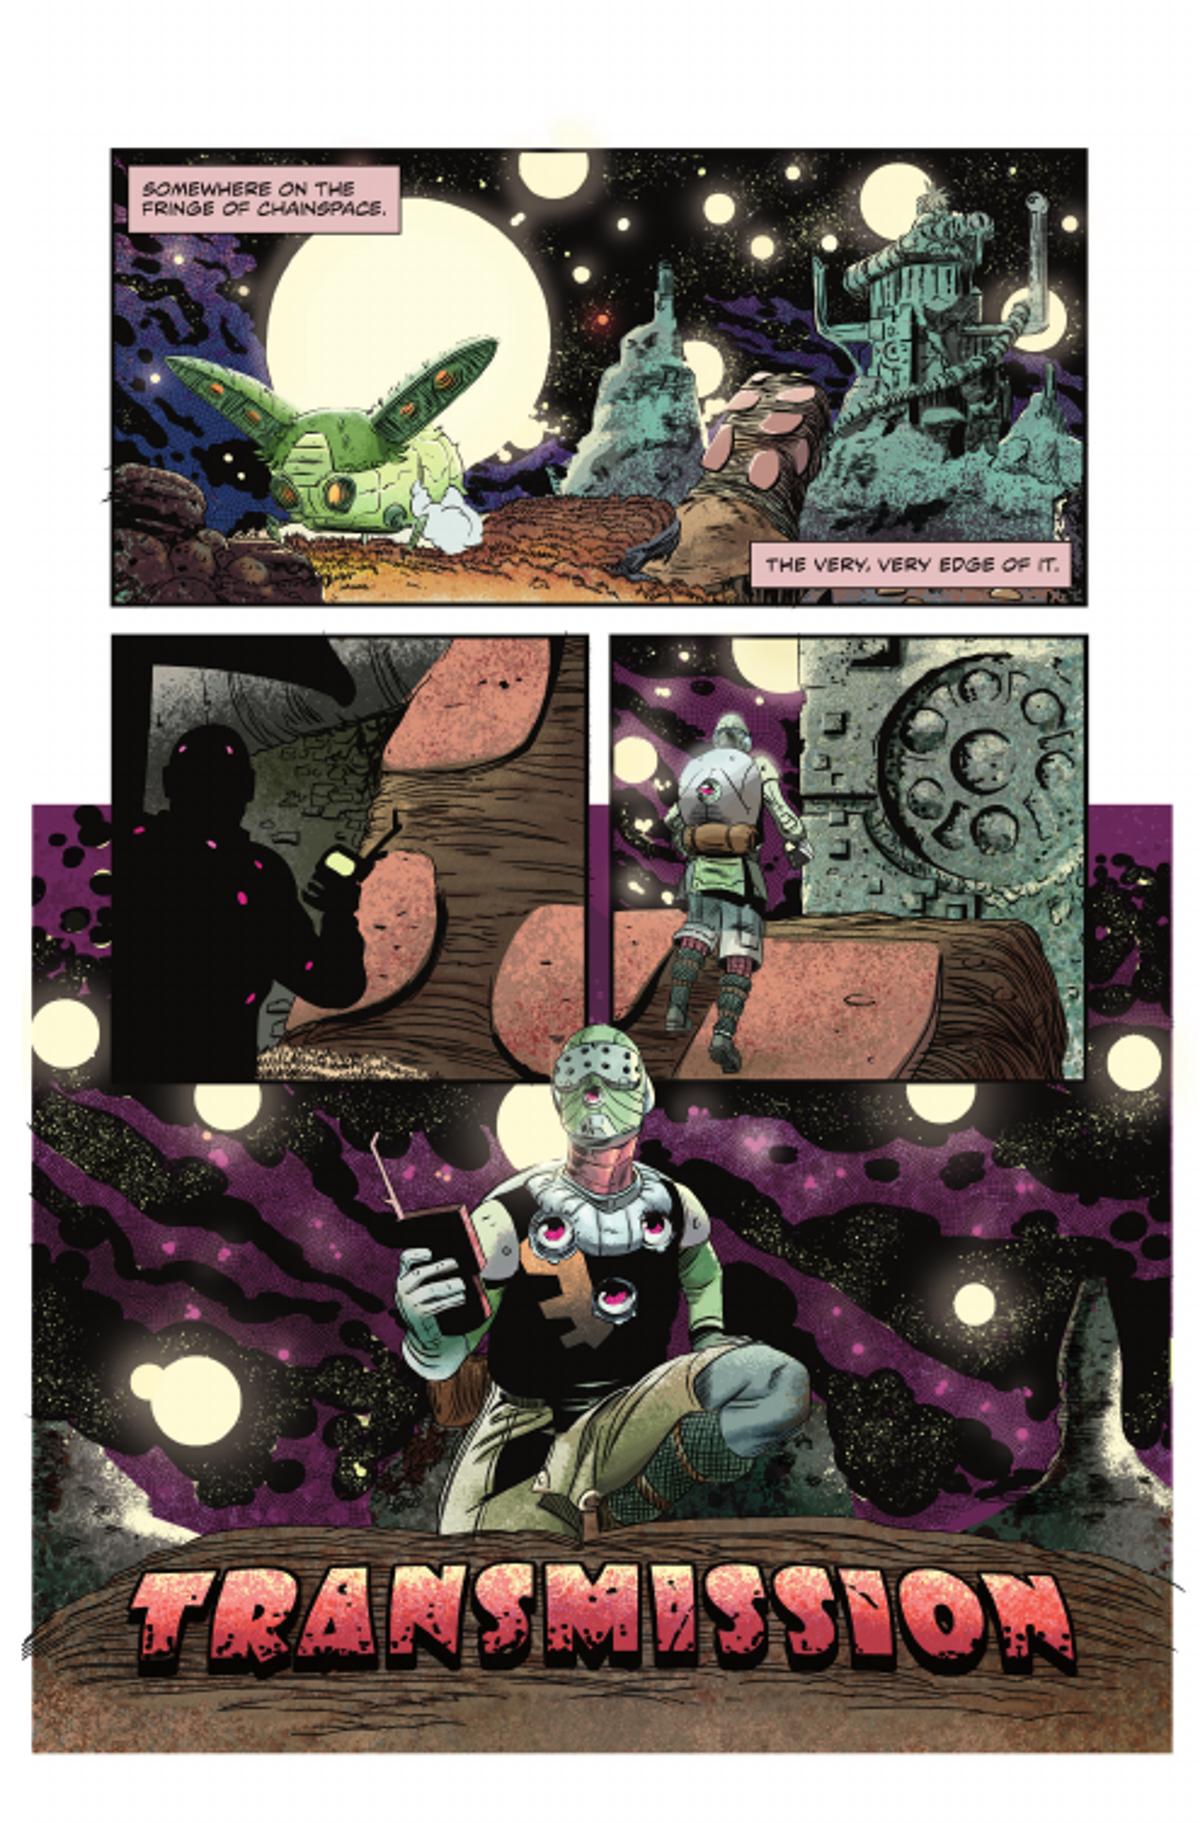 SOMEWHERE ON THE
FRINGE OF CHAINSPACE.
THE VERY, VERY EDGE OF IT.
TRANSMISSION